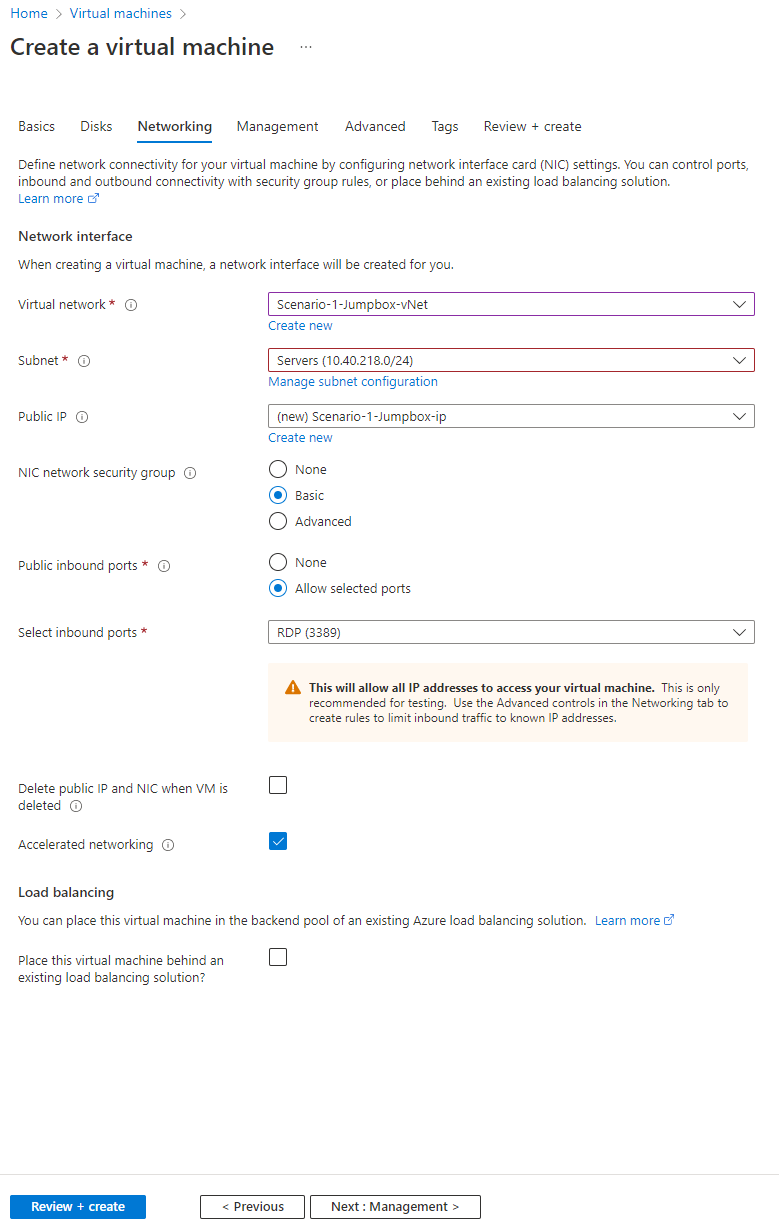 Home > Virtual machines >
Create a virtual machine ...
Basics Disks Networking Management Advanced Tags Review + create
Define network connectivity for your virtual machine by configuring network interface card (NIC) settings. You can control ports,
inbound and outbound connectivity with security group rules, or place behind an existing load balancing solution.
Learn more
Network interface
When creating a virtual machine, a network interface will be created for you.
Virtual network * Scenario-1-Jumpbox-vNet
Create new
Subnet * Servers (10.40.218.0/24)
Manage subnet configuration
Public IP (new) Scenario-1-Jumpbox-ip
Create new
NIC network security group None
Basic
Advanced
Public inbound ports * None
Allow selected ports
Select inbound ports * RDP (3389)
This will allow all IP addresses to access your virtual machine. This is only
recommended for testing. Use the Advanced controls in the Networking tab to
create rules to limit inbound traffic to known IP addresses.
Delete public IP and NIC when VM is
deleted
Accelerated networking
Load balancing
You can place this virtual machine in the backend pool of an existing Azure load balancing solution. Learn more
Place this virtual machine behind an
existing load balancing solution?
Review + create < Previous Next : Management >